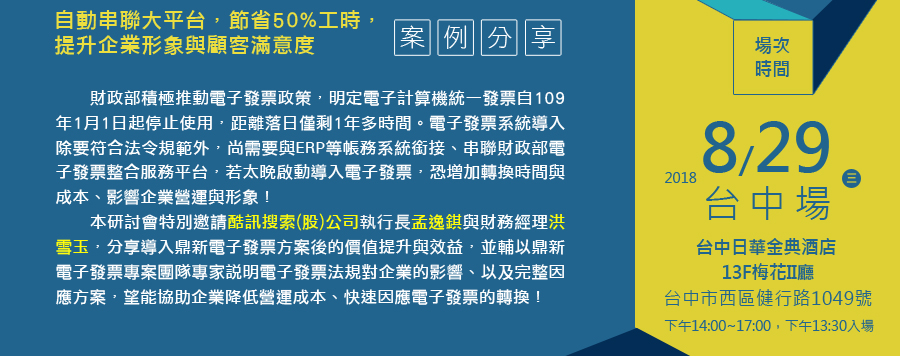 自動串聯大平台，節省50%工時，
提升企業形象與顧客滿意度
案例分享
財政部積極推動電子發票政策，明定電子計算機統一發票自109
年1月1日起停止使用，距離落日僅剩1年多時間。電子發票系統導入
除要符合法令規範外，尚需要與ERP等帳務系統銜接、串聯財政部電
子發票整合服務平台，若太晚啟動導入電子發票，恐增加轉換時間與
成本、影響企業營運與形象！
本研討會特別邀請酷訊搜索(股)公司執行長孟逸錤與財務經理洪
雪玉，分享導入鼎新電子發票方案後的價值提升與效益，並輔以鼎新
電子發票專案團隊專家説明電子發票法規對企業的影響、以及完整因
應方案，望能協助企業降低營運成本、快速因應電子發票的轉換！
場次
時間
2018 8/29 三
台中場
台中日華金典酒店
13F梅花II廳
台中市西區健行路1049號
下午14:00~17:00，下午13:30入場